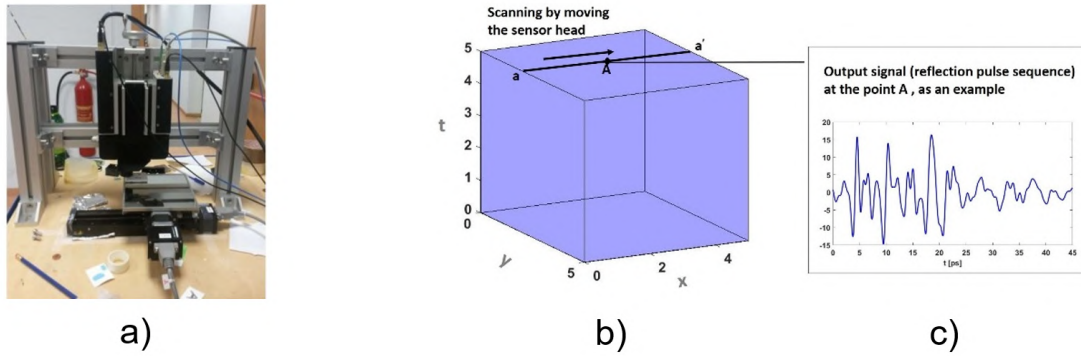 Scanning by moving
the sensor head
5
4
3
2
1
0
t
0
5
y
0
2
4
x
a
A
a'
Output signal (reflection pulse sequence)
at the point A , as an example
20
15
10
5
0
-5
-10
-15
0
5
10
15
20
25
30
35
40
45
t [ps]
a)
b)
c)